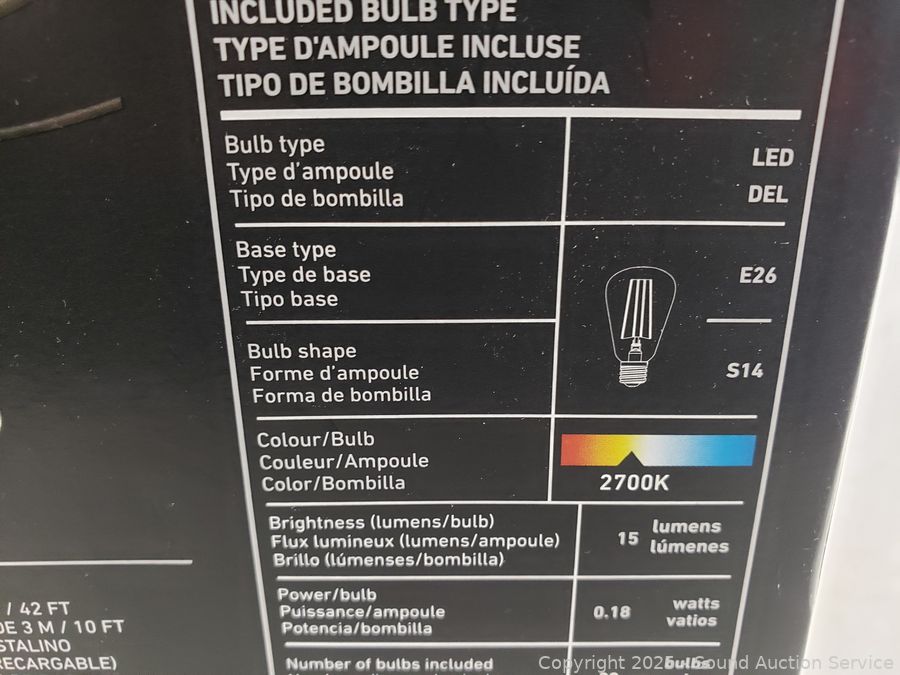 INCLUDED BULB TYPE
TYPE D'AMPOULE INCLUSE
TIPO DE BOMBILLA INCLUÍDA
Bulb type
Type d'ampoule
Tipo de bombilla
LED
DEL
Base type
Type de base
Tipo base
E26
Bulb shape
Forme d'ampoule
Forma de bombilla
S14
Colour/Bulb
Couleur/Ampoule
Color/Bombilla
2700K
Brightness (lumens/bulb)
Flux lumineux (lumens/ampoule)
Brillo (lúmenses/bombilla)
15 lumens
lúmenes
Power/bulb
Puissance/ampoule
Potencia/bombilla
0.18 watts
vatios
Number of bulbs included
bulbs
/ 42 FT
DE 3 M / 10 FT
STALINO
RECARGABLE)
Copyright 2025 - Sound Auction Service